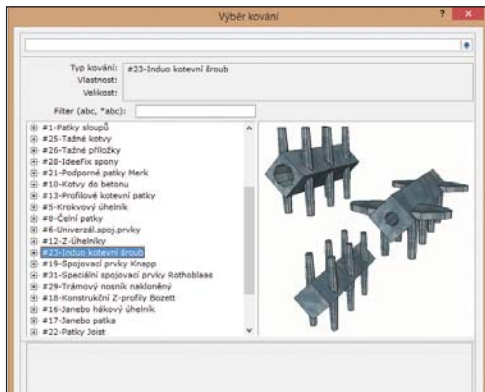 Výběr kování
? ×
Typ kování: #23-Induo kotevní šroub
Vlastnost:
Velikost:
Filter (abc, *abc):
#1-Patky sloupů
#25-Tažné kotvy
#26-Tažné příložky
#28-IdeeFix spony
#21-Podporné patky Merk
#10-Kotvy do betonu
#13-Profilové kotevní patky
#5-Krokvový úhelník
#8-Čelní patky
#6-Univerzál.spoj.prvky
#12-Z-Úhelníky
#23-Induo kotevní šroub
#19-Spojovací prvky Knapp
#31-Speciální spojovací prvky Rothoblaas
#29-Trámový nosník nakloněný
#18-Konstrukční Z-profily Bozett
#16-Janebo hákový úhelník
#17-Janebo patka
#22-Patky Joist